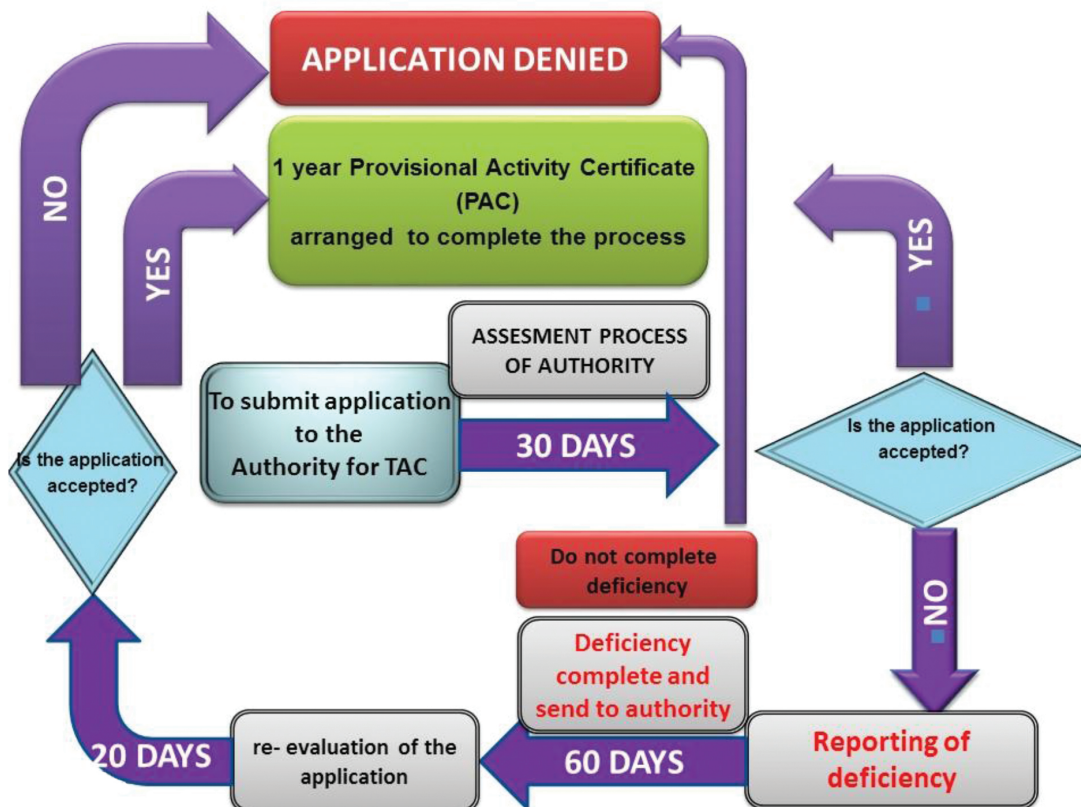 APPLICATION DENIED
1 year Provisional Activity Certificate
(PAC)
arranged to complete the process
NO
YES
YES
ASSESMENT PROCESS
OF AUTHORITY
To submit application
to the
Authority for TAC
30 DAYS
Is the application
accepted?
Is the application
accepted?
NO
Do not complete
deficiency
Deficiency
complete and
send to authority
Reporting of
deficiency
60 DAYS
re- evaluation of the
application
20 DAYS